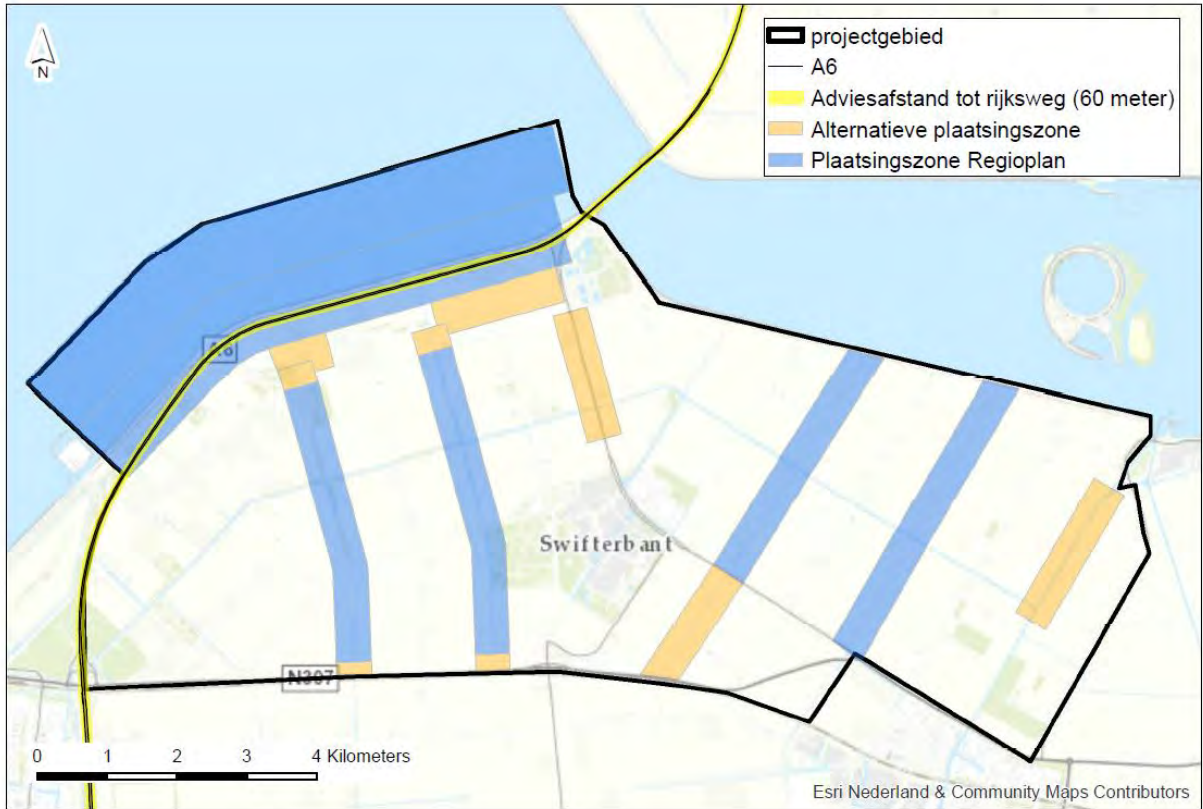 N
projectgebied
A6
Adviesafstand tot rijksweg (60 meter)
Alternatieve plaatsingszone
Plaatsingszone Regioplan
A6
Swifterbant
N307
0 1 2 3 4 Kilometers
Esri Nederland & Community Maps Contributors